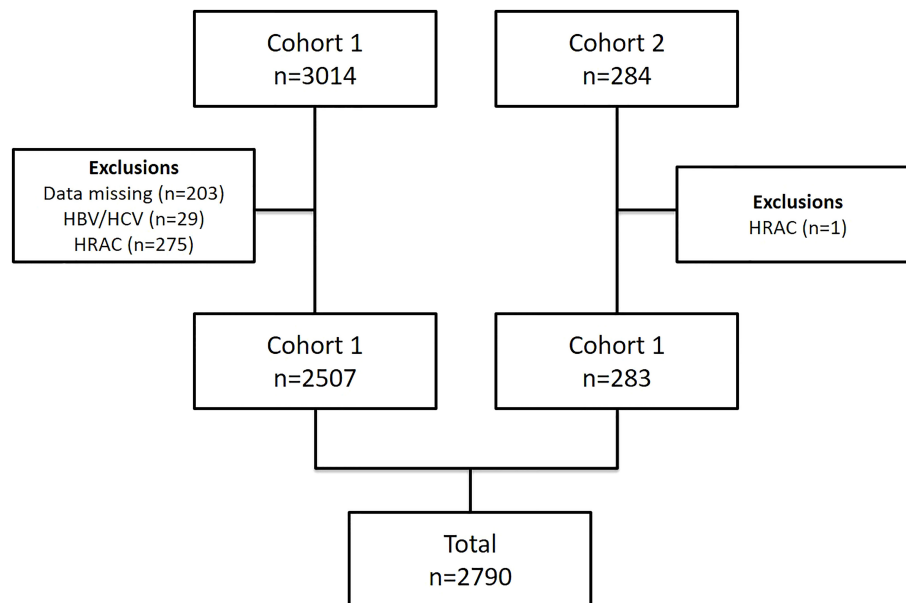 Cohort 1
n=3014
Cohort 2
n=284
Exclusions
Data missing (n=203)
HBV/HCV (n=29)
HRAC (n=275)
Exclusions
HRAC (n=1)
Cohort 1
n=2507
Cohort 1
n=283
Total
n=2790